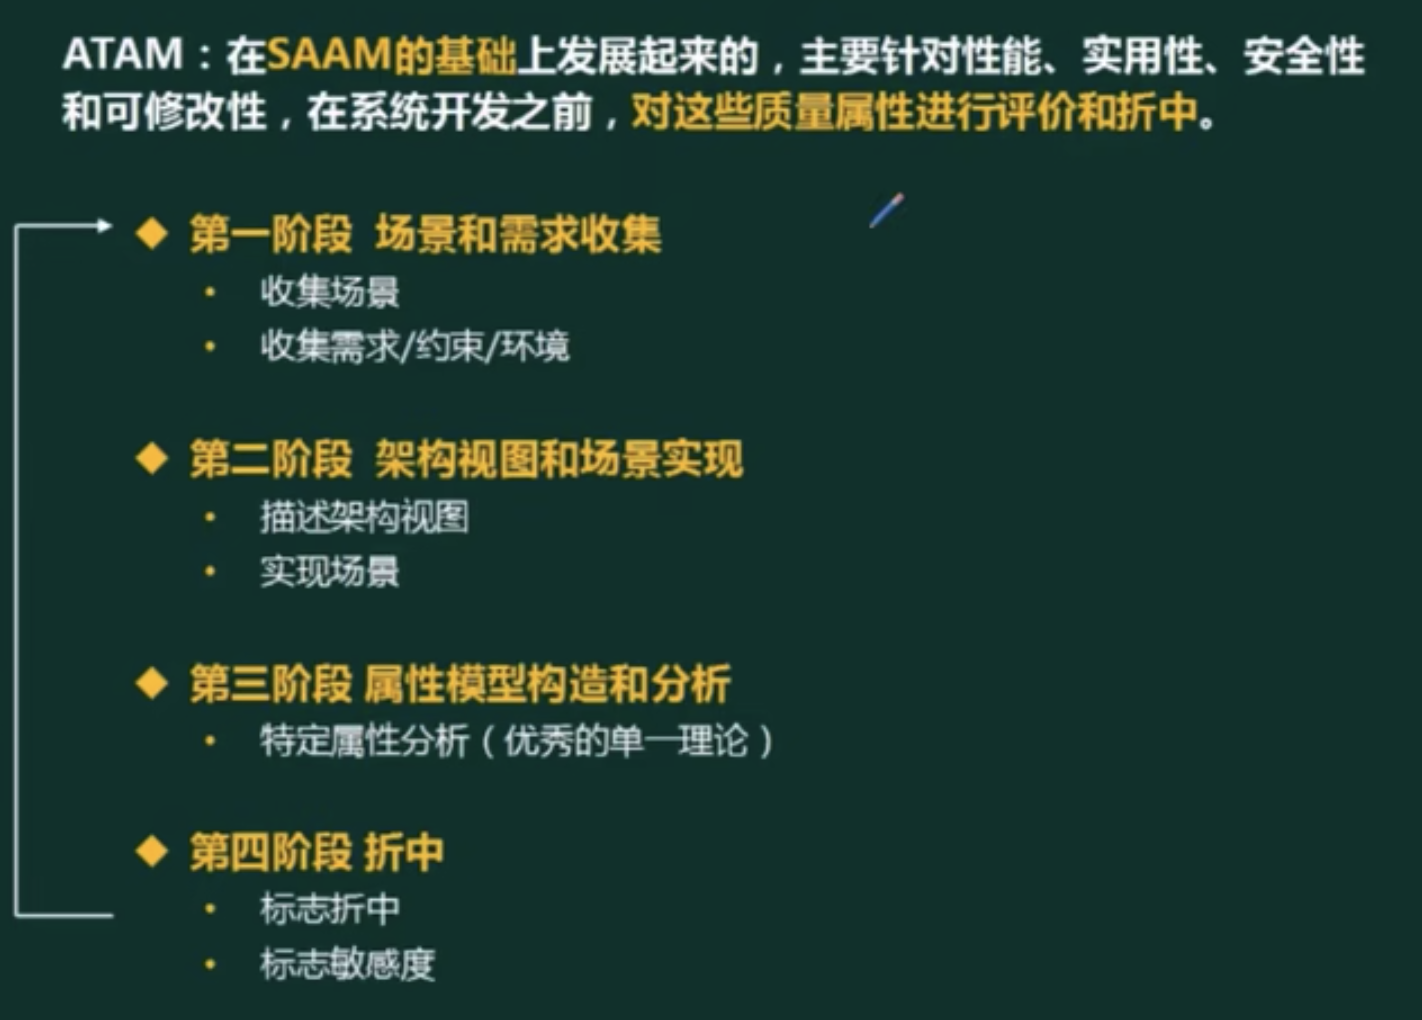 ATAM：在SAAM的基础上发展起来的，主要针对性能、实用性、安全性
和可修改性，在系统开发之前，对这些质量属性进行评价和折中。
◆ 第一阶段 场景和需求收集
• 收集场景
• 收集需求/约束/环境
◆ 第二阶段 架构视图和场景实现
• 描述架构视图
• 实现场景
◆ 第三阶段 属性模型构造和分析
• 特定属性分析（优秀的单一理论）
◆ 第四阶段 折中
• 标志折中
• 标志敏感度